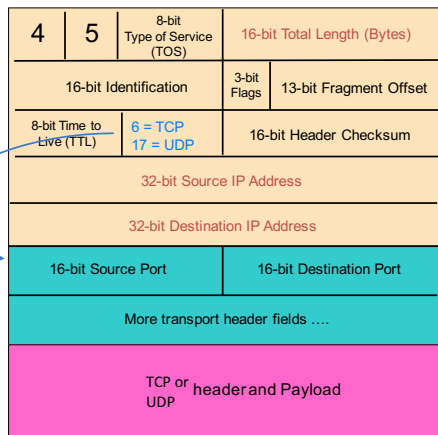 4 5 8-bit
Type of Service
(TOS) 16-bit Total Length (Bytes)
16-bit Identification 3-bit
Flags 13-bit Fragment Offset
8-bit Time to
Live (TTL) 6 = TCP
17 = UDP 16-bit Header Checksum
32-bit Source IP Address
32-bit Destination IP Address
16-bit Source Port 16-bit Destination Port
More transport header fields ....
TCP or
UDP header and Payload